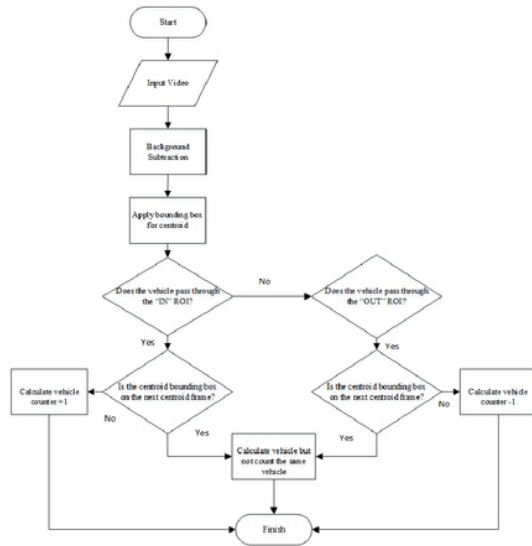 Start
Input Video
Background
Subtraction
Apply bounding box
for centroid
Does the vehicle pass through
the "IN" ROI?
No
Does the vehicle pass through
the "OUT" ROI?
Yes
Yes
Calculate vehicle
counter +1
Is the centroid bounding box
on the next centroid frame?
Is the centroid bounding box
on the next centroid frame?
Calculate vehicle
counter -1
No
No
Yes
Yes
Calculate vehicle but
not count the same
vehicle
Finish